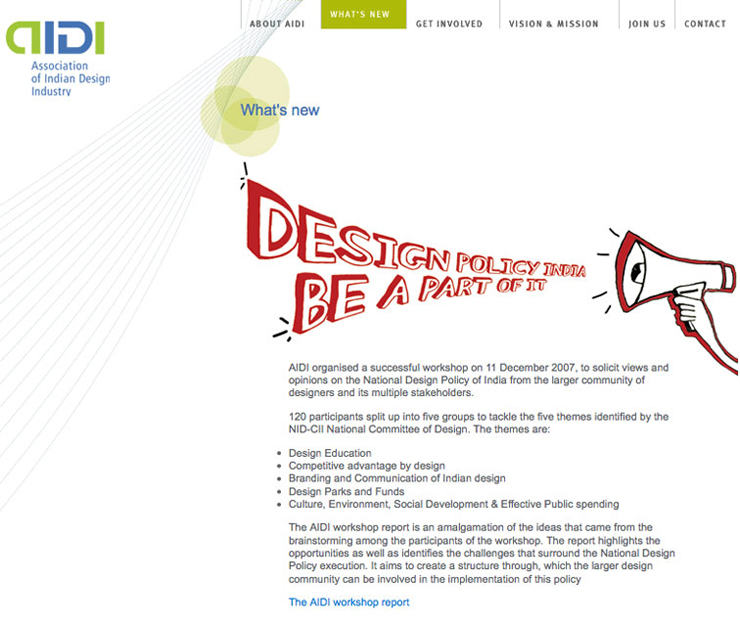 AIDI
Association
of Indian Design
Industry
ABOUT AIDI
WHAT'S NEW
GET INVOLVED
VISION & MISSION
JOIN US
CONTACT
What's new
DESIGN POLICY INDIA
BE A PART OF IT
AIDI organised a successful workshop on 11 December 2007, to solicit views and
opinions on the National Design Policy of India from the larger community of
designers and its multiple stakeholders.
120 participants split up into five groups to tackle the five themes identified by the
NID-CII National Committee of Design. The themes are:
• Design Education
• Competitive advantage by design
• Branding and Communication of Indian design
• Design Parks and Funds
• Culture, Environment, Social Development & Effective Public spending
The AIDI workshop report is an amalgamation of the ideas that came from the
brainstorming among the participants of the workshop. The report highlights the
opportunities as well as identifies the challenges that surround the National Design
Policy execution. It aims to create a structure through, which the larger design
community can be involved in the implementation of this policy
The AIDI workshop report